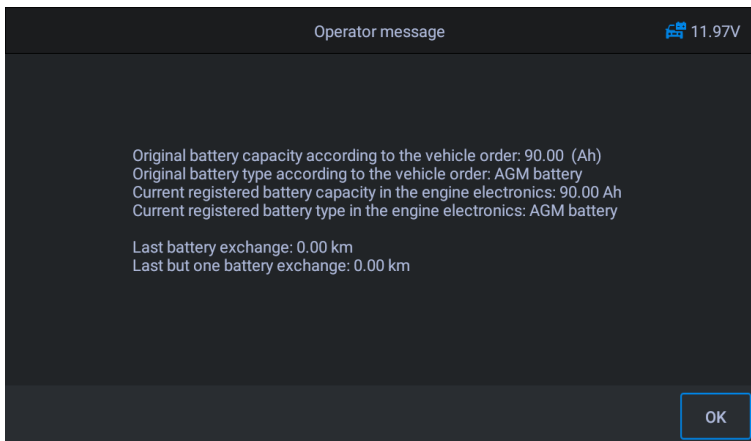 Operator message
11.97V
Original battery capacity according to the vehicle order: 90.00 (Ah)
Original battery type according to the vehicle order: AGM battery
Current registered battery capacity in the engine electronics: 90.00 Ah
Current registered battery type in the engine electronics: AGM battery
Last battery exchange: 0.00 km
Last but one battery exchange: 0.00 km
OK